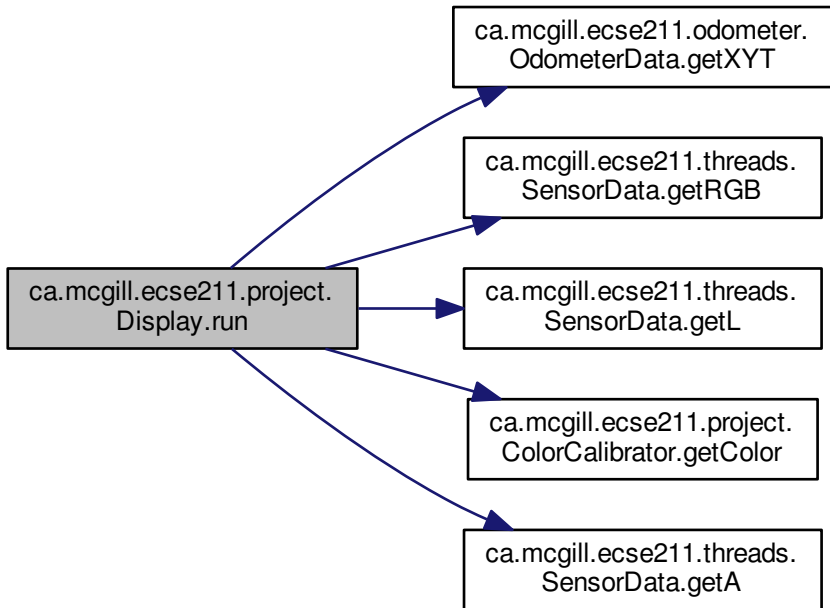 ca.mcgill.ecse211.odometer.
OdometerData.getXYT
ca.mcgill.ecse211.threads.
SensorData.getRGB
ca.mcgill.ecse211.project.
Display.run
ca.mcgill.ecse211.threads.
SensorData.getL
ca.mcgill.ecse211.project.
ColorCalibrator.getColor
ca.mcgill.ecse211.threads.
SensorData.getA